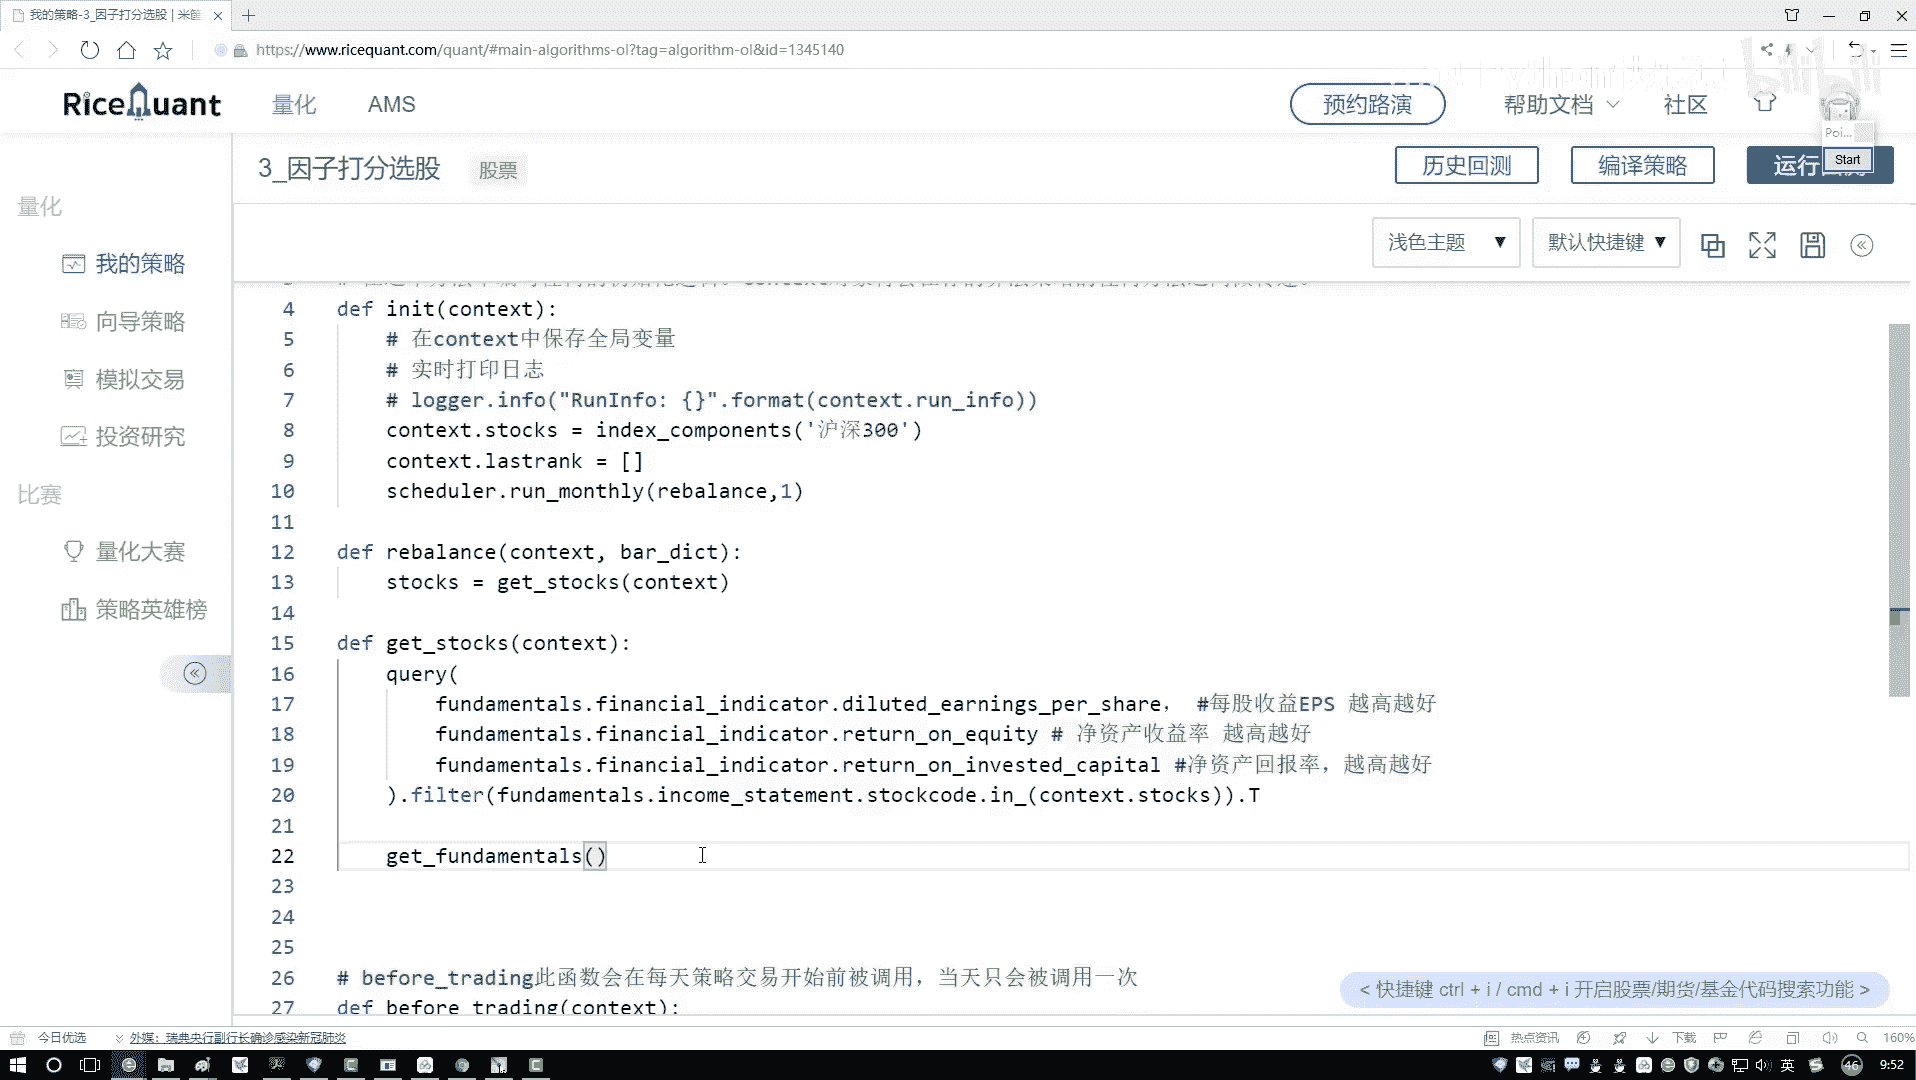 我的策略-3_因子打分选股 | 米筐
https://www.ricequant.com/quant/#main-algorithms-ol?tag=algorithm-ol&id=1345140
RiceQuant 量化 AMS 预约路演 帮助文档 社区
Poi...
Start
3_因子打分选股 股票 历史回测 编译策略 运行
量化
我的策略
向导策略
模拟交易
投资研究
比赛
量化大赛
策略英雄榜
浅色主题 ▼ 默认快捷键 ▼
4 def init(context):
5 # 在context中保存全局变量
6 # 实时打印日志
7 # logger.info("RunInfo: {}".format(context.run_info))
8 context.stocks = index_components('沪深300')
9 context.lastrank = []
10 scheduler.run_monthly(rebalance,1)
11
12 def rebalance(context, bar_dict):
13 stocks = get_stocks(context)
14
15 def get_stocks(context):
16 query(
17 fundamentals.financial_indicator.diluted_earnings_per_share， #每股收益EPS 越高越好
18 fundamentals.financial_indicator.return_on_equity # 净资产收益率 越高越好
19 fundamentals.financial_indicator.return_on_invested_capital #净资产回报率，越高越好
20 ).filter(fundamentals.income_statement.stockcode.in_(context.stocks)).T
21
22 get_fundamentals()
23
24
25
26 # before_trading此函数会在每天策略交易开始前被调用，当天只会被调用一次
27 def before_trading(context):
< 快捷键 ctrl + i / cmd + i 开启股票/期货/基金代码搜索功能 >
今日优选 外媒：瑞典央行副行长确诊感染新冠肺炎 热点资讯 下载 160%
英 46 9:52